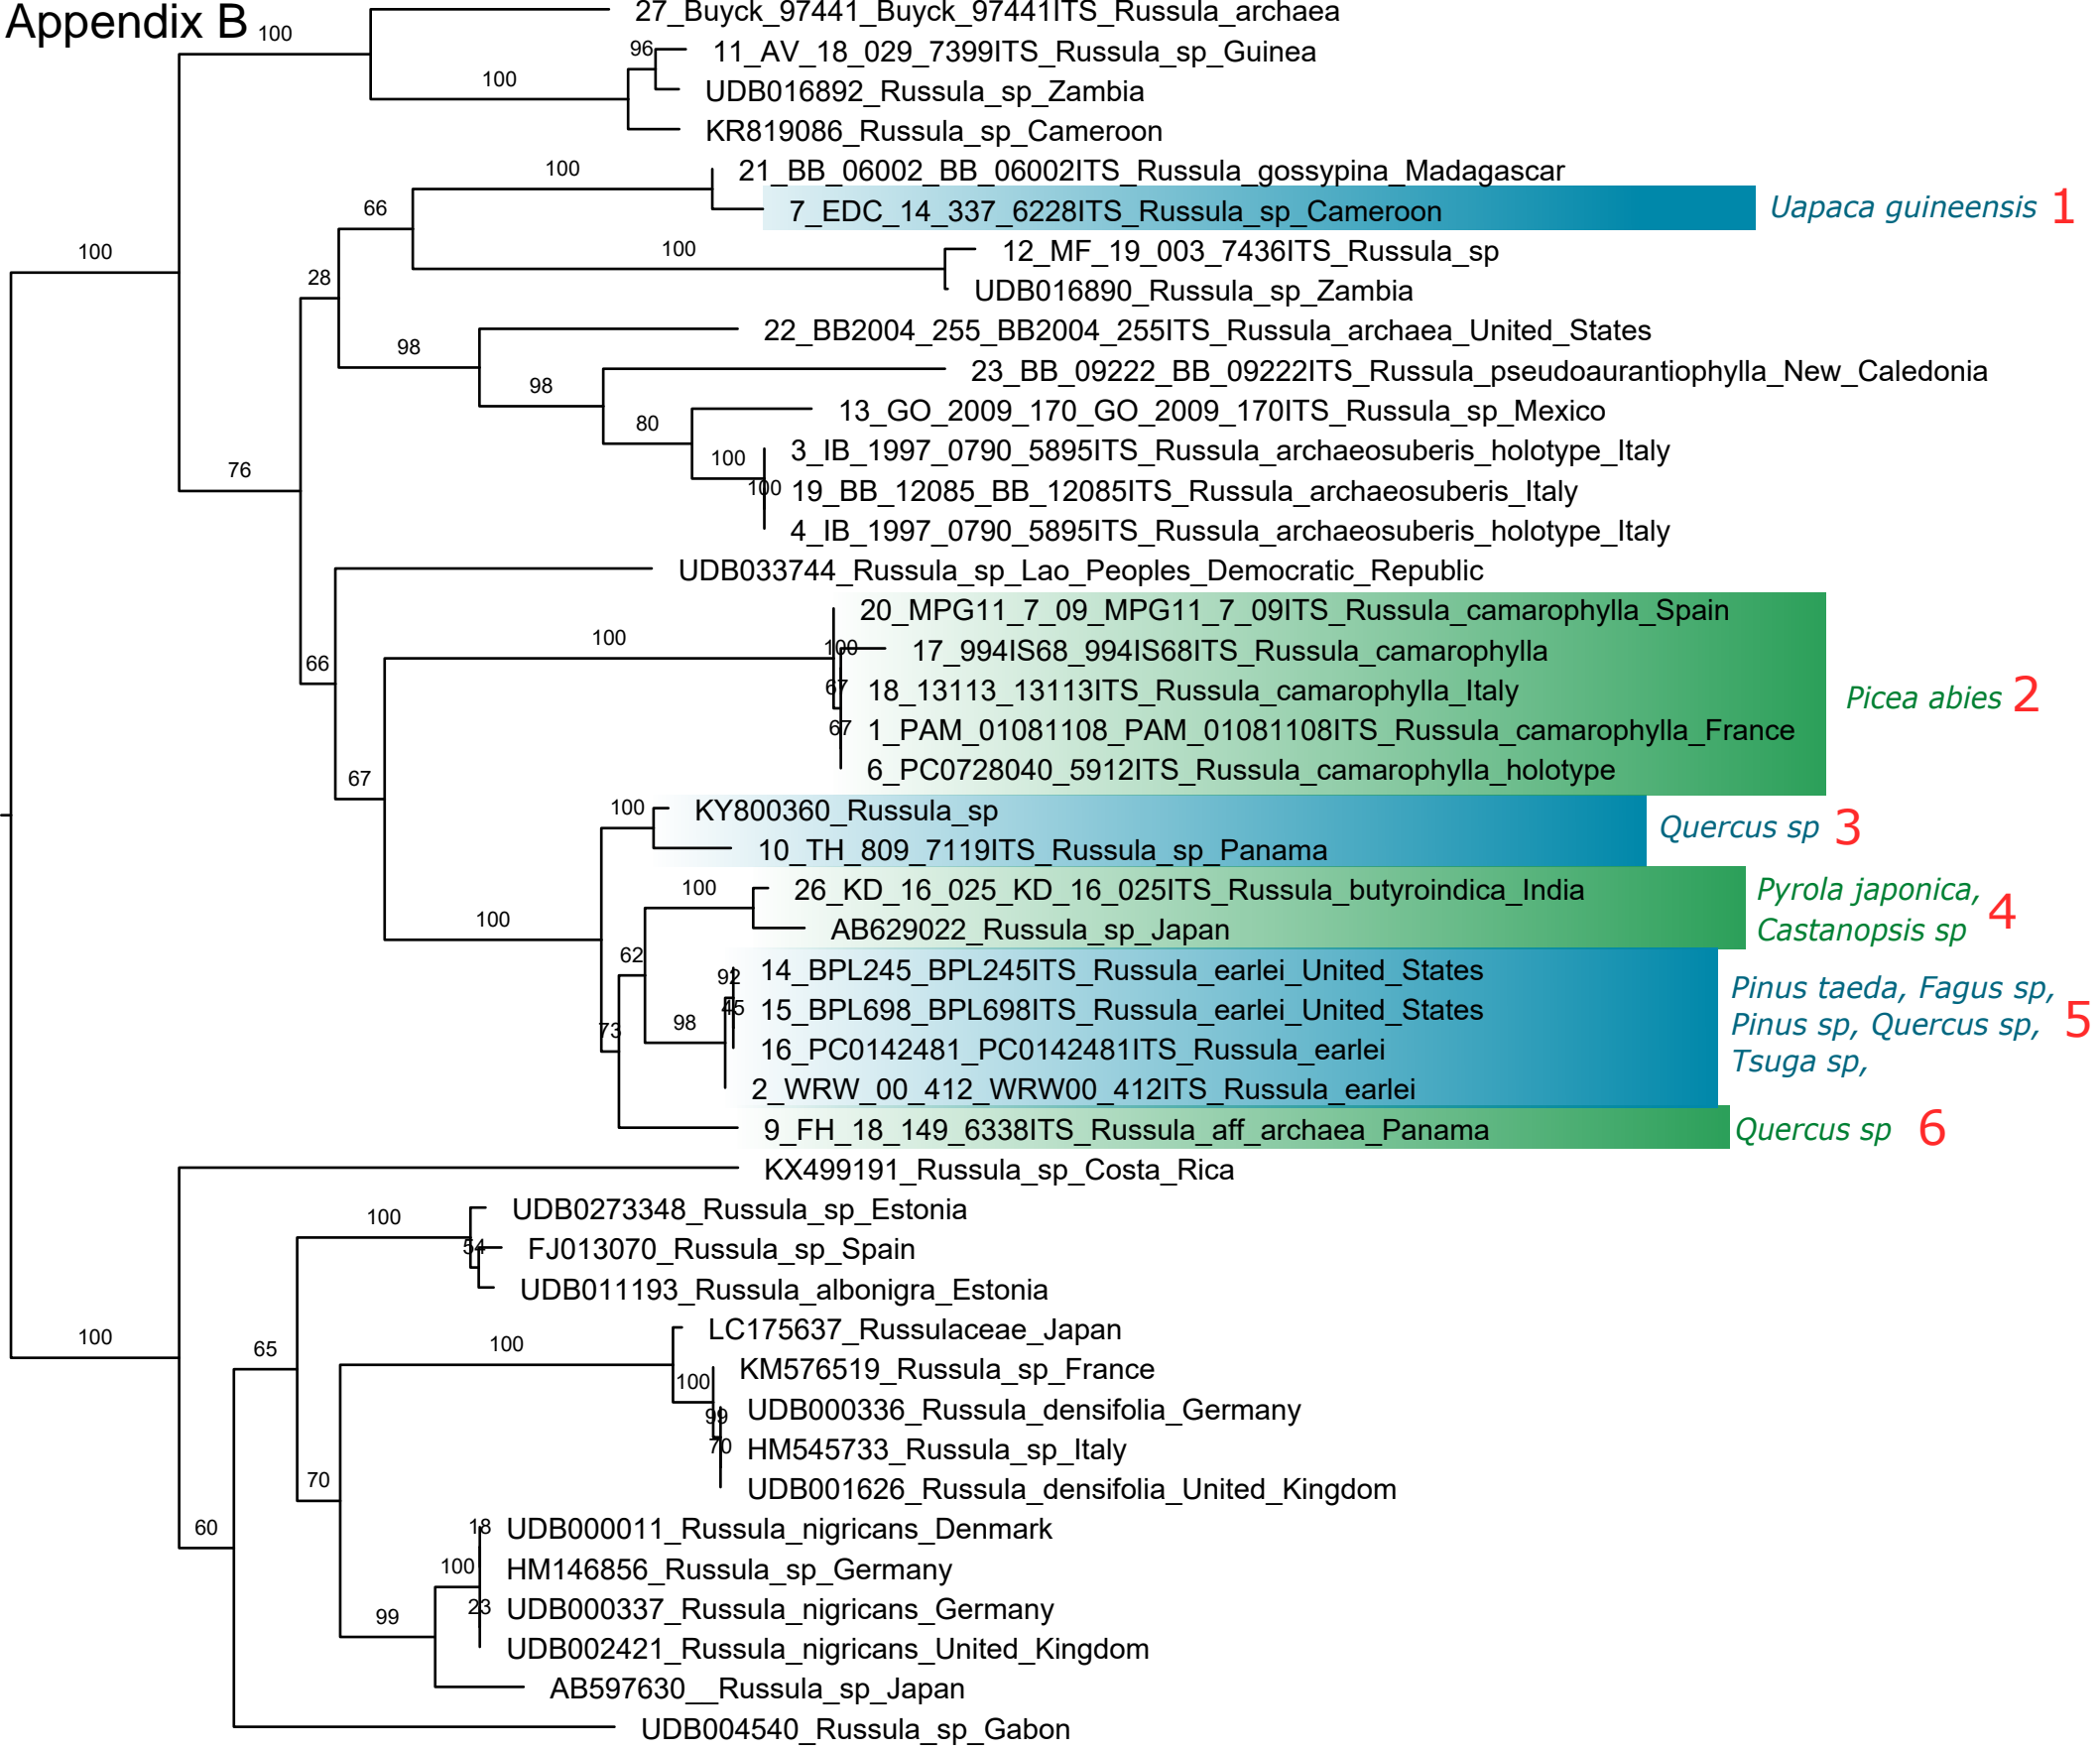 Appendix B
27_Buyck_97441_Buyck_97441ITS_Russula_archaea
100
96
11_AV_18_029_7399ITS_Russula_sp_Guinea
100
UDB016892_Russula_sp_Zambia
KR819086_Russula_sp_Cameroon
100
21_BB_06002_BB_06002ITS_Russula_gossypina_Madagascar
66
7_EDC_14_337_6228ITS_Russula_sp_Cameroon
Uapaca guineensis 1
100
100
12_MF_19_003_7436ITS_Russula_sp
28
UDB016890_Russula_sp_Zambia
22_BB2004_255_BB2004_255ITS_Russula_archaea_United_States
98
23_BB_09222_BB_09222ITS_Russula_pseudoaurantiophylla_New_Caledonia
98
13_GO_2009_170_GO_2009_170ITS_Russula_sp_Mexico
80
3_IB_1997_0790_5895ITS_Russula_archaeosuberis_holotype_Italy
100
76
100
19_BB_12085_BB_12085ITS_Russula_archaeosuberis_Italy
4_IB_1997_0790_5895ITS_Russula_archaeosuberis_holotype_Italy
UDB033744_Russula_sp_Lao_Peoples_Democratic_Republic
20_MPG11_7_09_MPG11_7_09ITS_Russula_camarophylla_Spain
100
100
17_994IS68_994IS68ITS_Russula_camarophylla
66
67
18_13113_13113ITS_Russula_camarophylla_Italy
Picea abies 2
67
1_PAM_01081108_PAM_01081108ITS_Russula_camarophylla_France
67
6_PC0728040_5912ITS_Russula_camarophylla_holotype
100
KY800360_Russula_sp
Quercus sp 3
10_TH_809_7119ITS_Russula_sp_Panama
100
26_KD_16_025_KD_16_025ITS_Russula_butyroindica_India
Pyrola japonica,
Castanopsis sp
4
100
AB629022_Russula_sp_Japan
62
92
14_BPL245_BPL245ITS_Russula_earlei_United_States
Pinus taeda, Fagus sp,
Pinus sp, Quercus sp,
Tsuga sp,
5
45
15_BPL698_BPL698ITS_Russula_earlei_United_States
98
73
16_PC0142481_PC0142481ITS_Russula_earlei
2_WRW_00_412_WRW00_412ITS_Russula_earlei
9_FH_18_149_6338ITS_Russula_aff_archaea_Panama
Quercus sp 6
KX499191_Russula_sp_Costa_Rica
100
UDB0273348_Russula_sp_Estonia
54
FJ013070_Russula_sp_Spain
UDB011193_Russula_albonigra_Estonia
100
65
100
LC175637_Russulaceae_Japan
KM576519_Russula_sp_France
100
99
UDB000336_Russula_densifolia_Germany
70
HM545733_Russula_sp_Italy
70
UDB001626_Russula_densifolia_United_Kingdom
60
18
UDB000011_Russula_nigricans_Denmark
100
HM146856_Russula_sp_Germany
23
UDB000337_Russula_nigricans_Germany
99
UDB002421_Russula_nigricans_United_Kingdom
AB597630__Russula_sp_Japan
UDB004540_Russula_sp_Gabon